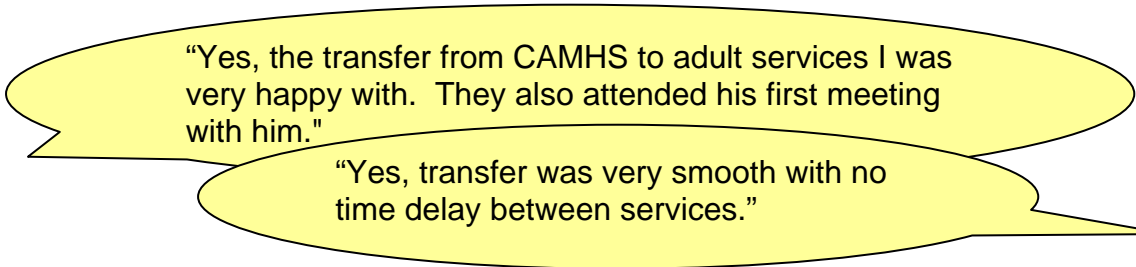 “Yes, the transfer from CAMHS to adult services I was
very happy with.  They also attended his first meeting
with him."
“Yes, transfer was very smooth with no
time delay between services.”